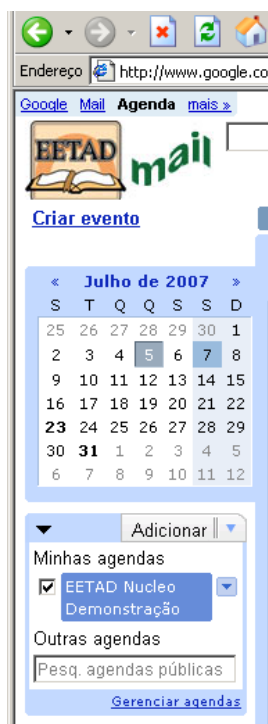 Endereço http://www.google.co
Google Mail Agenda mais »
EETAD mail
Criar evento
« Julho de 2007 »
S T Q Q S S D
25 26 27 28 29 30 1
2 3 4 5 6 7 8
9 10 11 12 13 14 15
16 17 18 19 20 21 22
23 24 25 26 27 28 29
30 31 1 2 3 4 5
6 7 8 9 10 11 12
Adicionar
Minhas agendas
EETAD Nucleo
Demonstração
Outras agendas
Pesq. agendas públicas
Gerenciar agendas